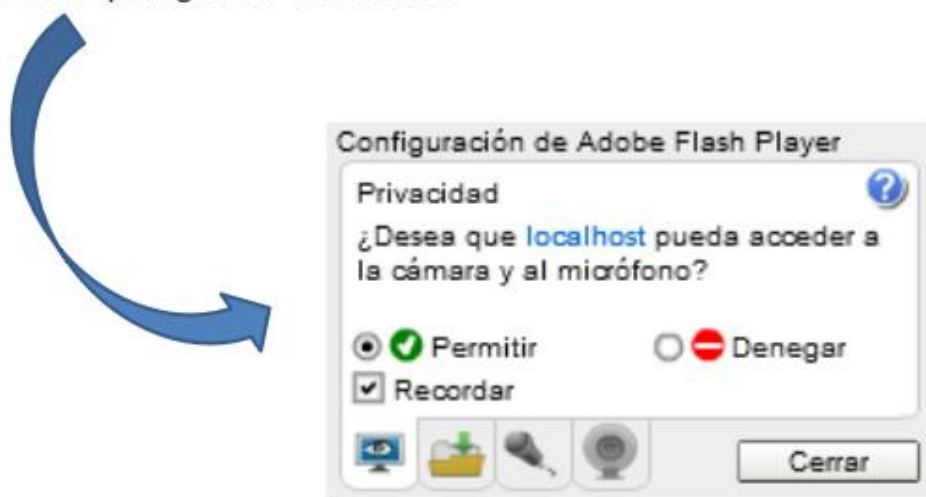 Configuración de Adobe Flash Player
Privacidad
¿Desea que localhost pueda acceder a
la cámara y al micrófono?
Permitir
Denegar
Recordar
Cerrar